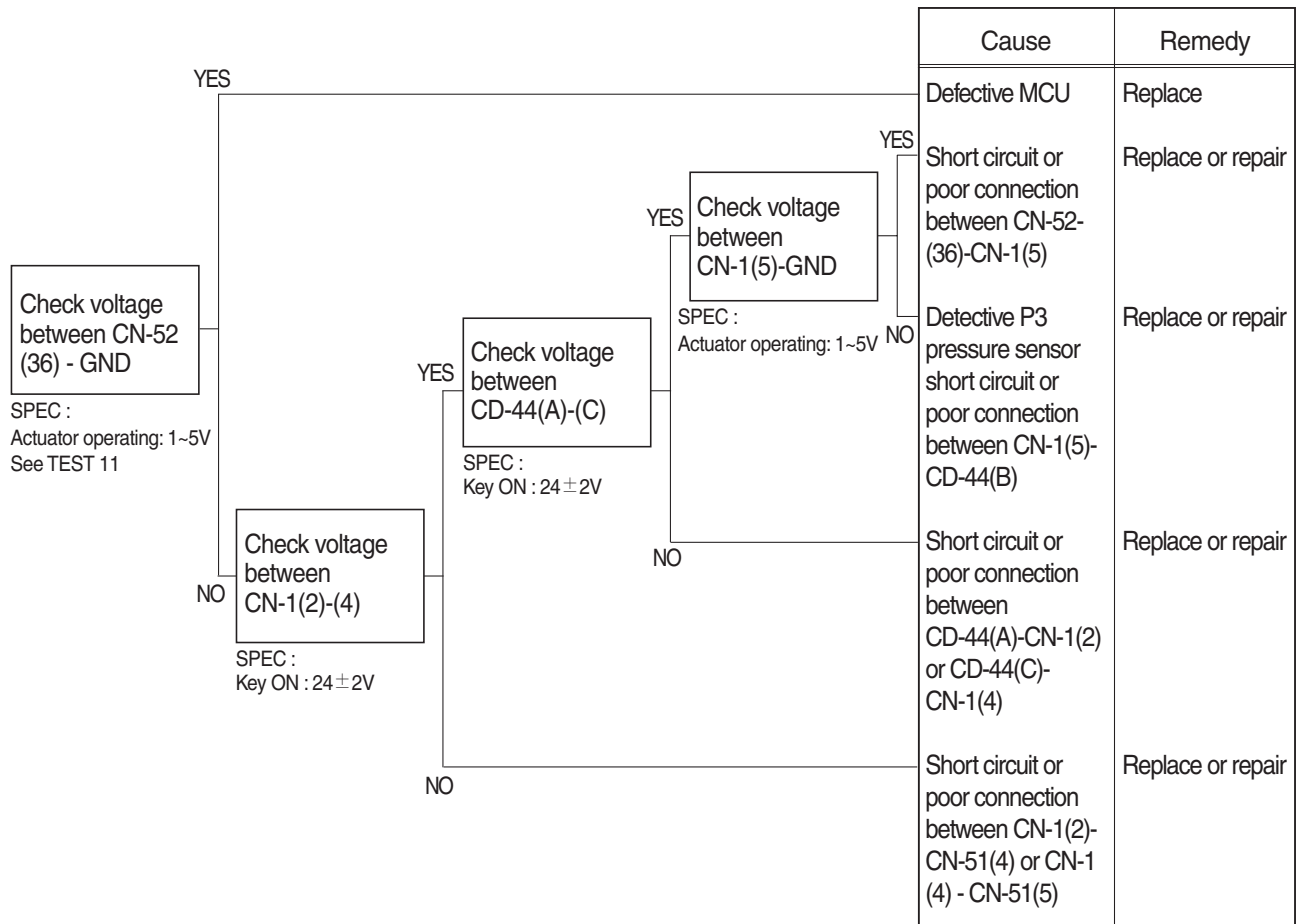 Cause
Remedy
YES
Defective MCU
Replace
YES
Short circuit or
poor connection
between CN-52-
(36)-CN-1(5)
Replace or repair
YES
Check voltage
between
CN-1(5)-GND
SPEC :
Actuator operating: 1~5V
NO
Detective P3
pressure sensor
short circuit or
poor connection
between CN-1(5)-
CD-44(B)
Replace or repair
Check voltage
between CN-52
(36) - GND
SPEC :
Actuator operating: 1~5V
See TEST 11
YES
Check voltage
between
CD-44(A)-(C)
SPEC :
Key ON : 24±2V
NO
Short circuit or
poor connection
between
CD-44(A)-CN-1(2)
or CD-44(C)-
CN-1(4)
Replace or repair
NO
Check voltage
between
CN-1(2)-(4)
SPEC :
Key ON : 24±2V
NO
Short circuit or
poor connection
between CN-1(2)-
CN-51(4) or CN-1
(4) - CN-51(5)
Replace or repair